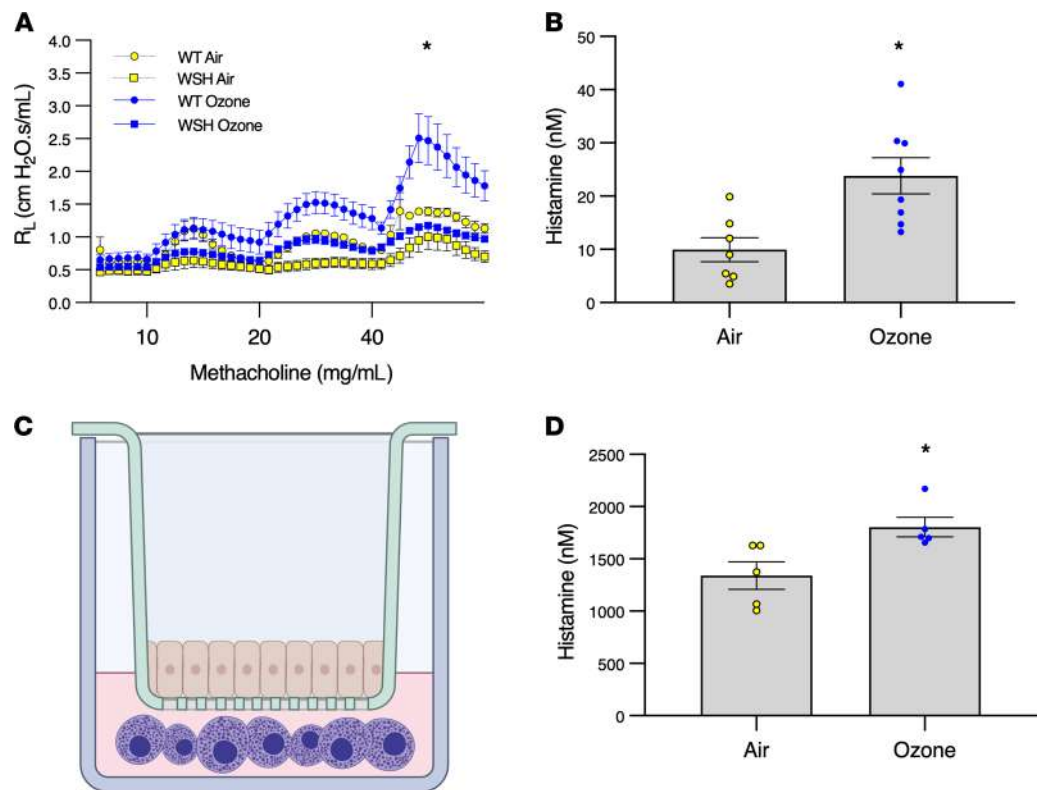 A
R_L (cm H₂O.s/mL)
4.0
3.5
3.0
2.5
2.0
1.5
1.0
0.5
0.0
WT Air
WSH Air
WT Ozone
WSH Ozone
*
10 20 40
Methacholine (mg/mL)
B
Histamine (nM)
50
40
30
20
10
0
*
Air Ozone
C
D
Histamine (nM)
2500
2000
1500
1000
500
0
*
Air Ozone